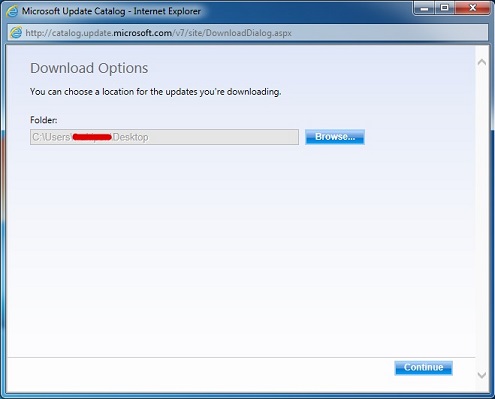 Microsoft Update Catalog - Internet Explorer
http://catalog.update.microsoft.com/v7/site/DownloadDialog.aspx
Download Options
You can choose a location for the updates you're downloading.
Folder:
C:\Users\ Desktop
Browse...
Continue